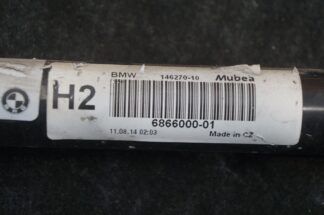 BMW 146270-10 Mubea
H2
6866000-01
11.08.14 02:03 Made in CZ